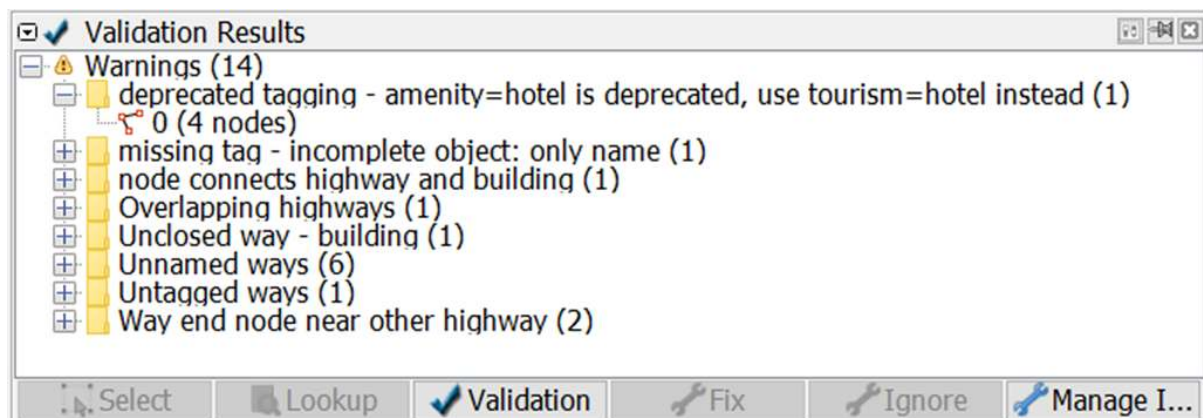 Validation Results
Warnings (14)
deprecated tagging - amenity=hotel is deprecated, use tourism=hotel instead (1)
0 (4 nodes)
missing tag - incomplete object: only name (1)
node connects highway and building (1)
Overlapping highways (1)
Unclosed way - building (1)
Unnamed ways (6)
Untagged ways (1)
Way end node near other highway (2)
Select Lookup Validation Fix Ignore Manage I...